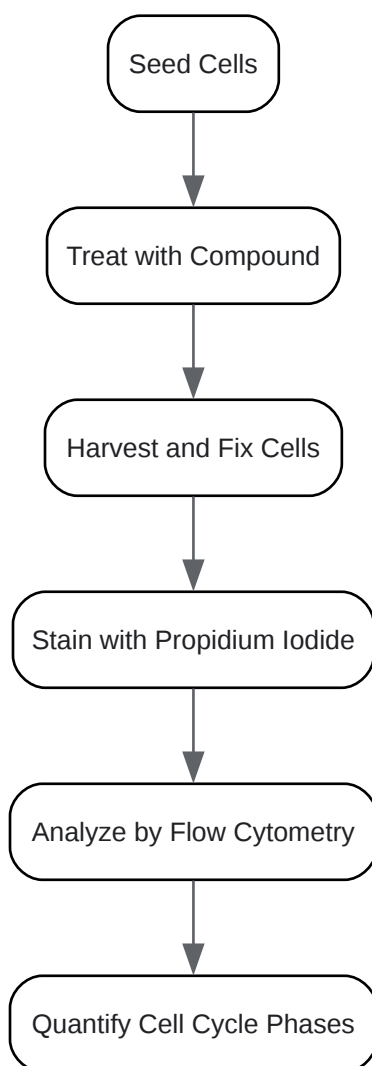 Seed Cells
Treat with Compound
Harvest and Fix Cells
Stain with Propidium Iodide
Analyze by Flow Cytometry
Quantify Cell Cycle Phases